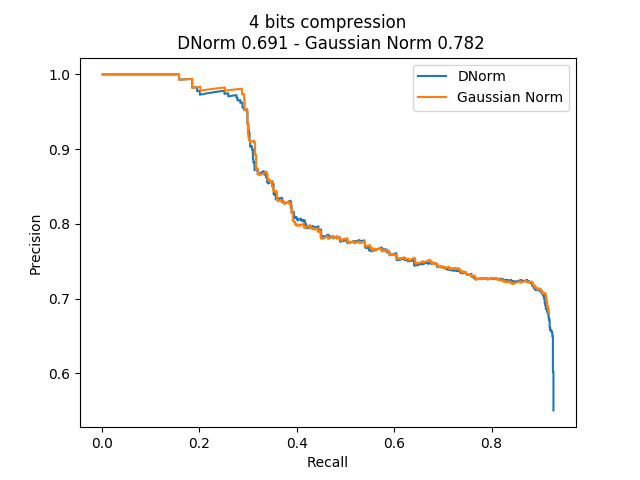 4 bits compression
DNorm 0.691 - Gaussian Norm 0.782
DNorm
Gaussian Norm
1.0
0.9
0.8
0.7
0.6
Precision
0.0 0.2 0.4 0.6 0.8
Recall